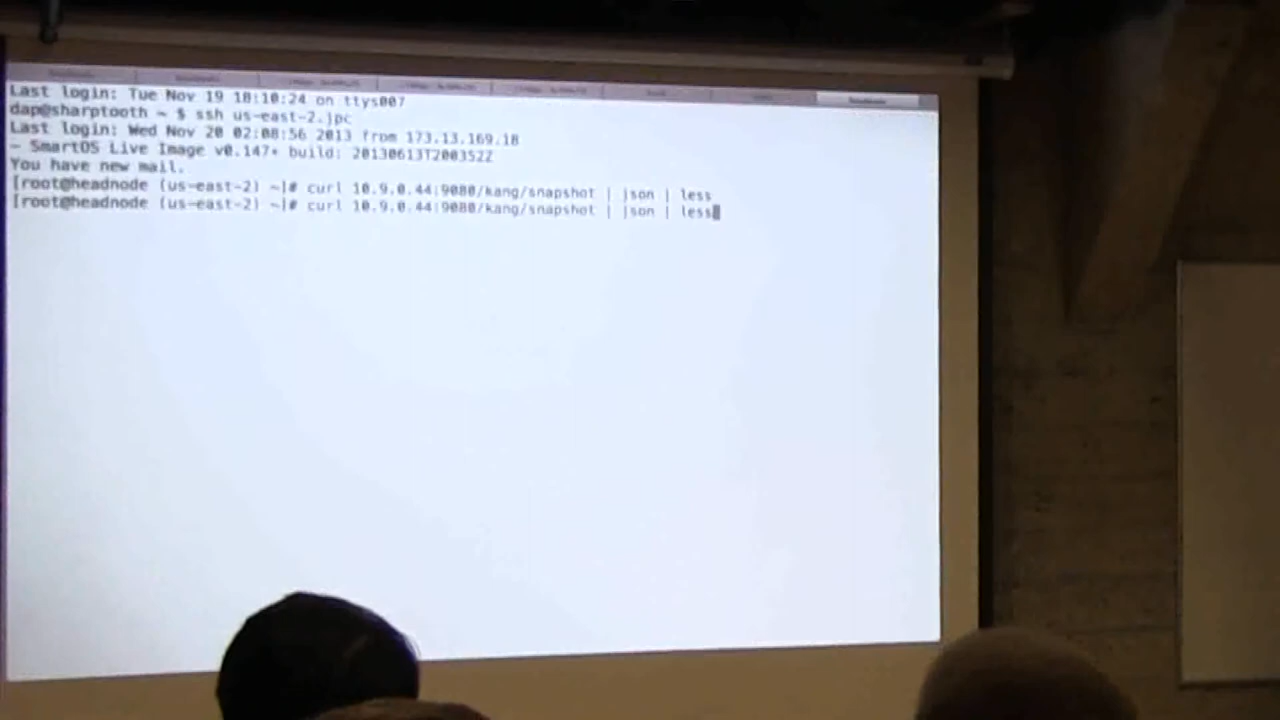 Last login: Tue Nov 19 18:10:24 on ttys007
dap@sharptooth ~ $ ssh us-east-2.jpc
Last login: Wed Nov 20 02:08:56 2013 from 173.13.169.18
- SmartOS Live Image v0.147+ build: 20130613T200352Z
You have new mail.
[root@headnode (us-east-2) ~]# curl 10.9.0.44:9080/kang/snapshot | json | less
[root@headnode (us-east-2) ~]# curl 10.9.0.44:9080/kang/snapshot | json | less